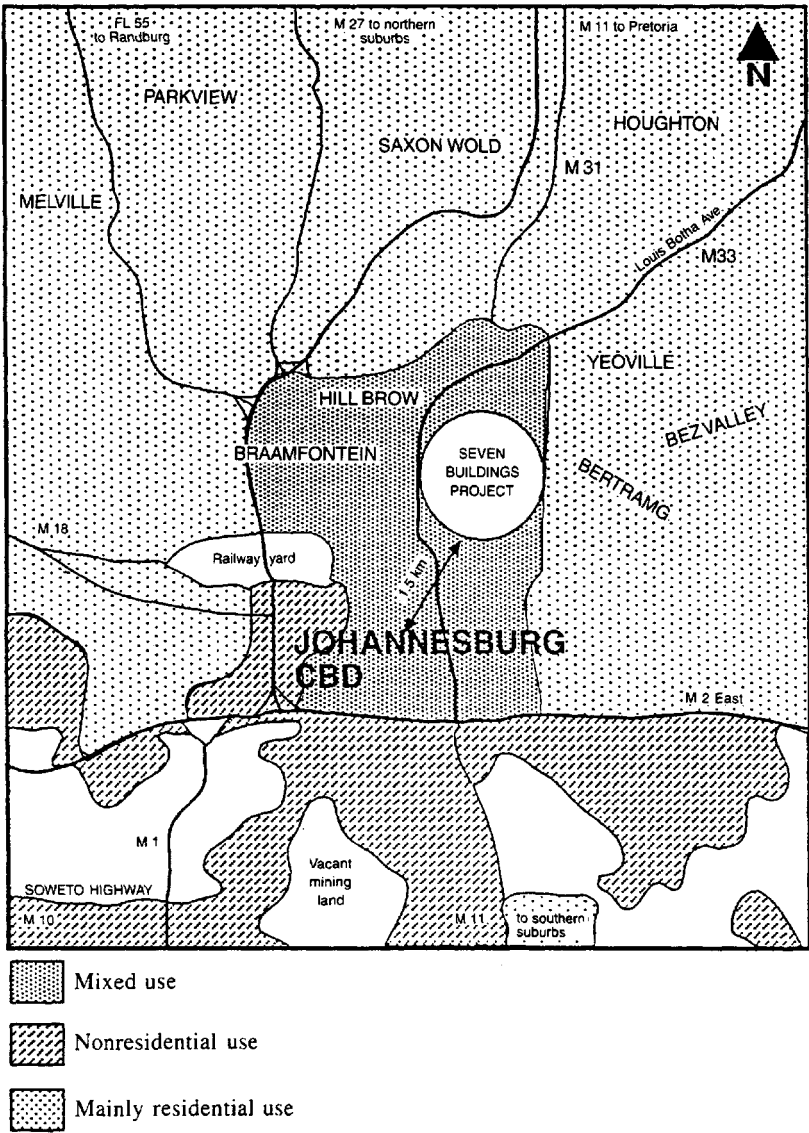 FL 55
to Randburg
M 27 to northern
suburbs
M 11 to Pretoria
N
PARKVIEW
HOUGHTON
SAXON WOLD
M 31
MELVILLE
Louis Botha Ave.
M33
YEOVILLE
HILL BROW
BEZVALLEY
BRAAMFONTEIN
SEVEN
BUILDINGS
PROJECT
BERTRAMG
M 18
Railway yard
1.5 km
JOHANNESBURG
CBD
M 2 East
M 1
Vacant
mining
land
SOWETO HIGHWAY
M 10
M 11
to southern
suburbs
Mixed use
Nonresidential use
Mainly residential use